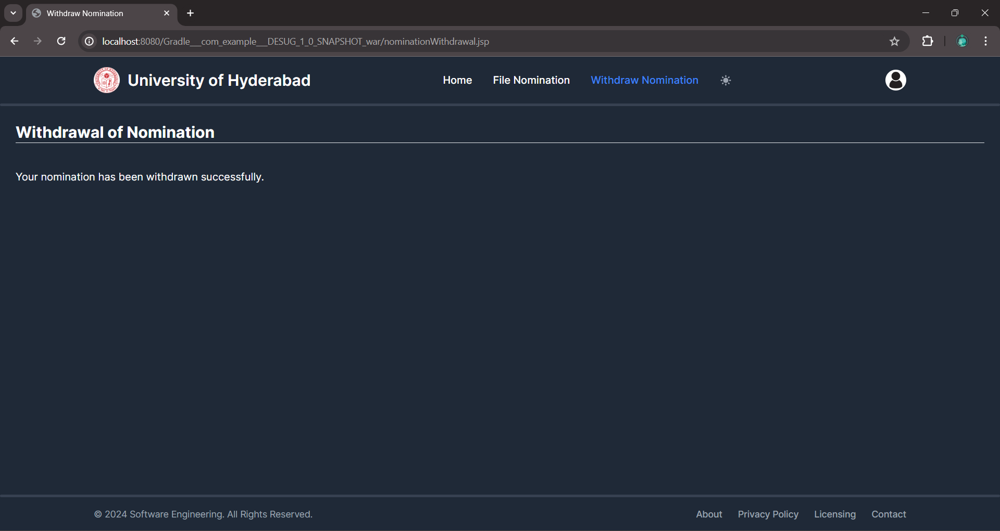 Withdraw Nomination
localhost:8080/Gradle___com_example___DESUG_1_0_SNAPSHOT_war/nominationWithdrawal.jsp
University of Hyderabad
Home
File Nomination
Withdraw Nomination
Withdrawal of Nomination
Your nomination has been withdrawn successfully.
© 2024 Software Engineering. All Rights Reserved.
About
Privacy Policy
Licensing
Contact